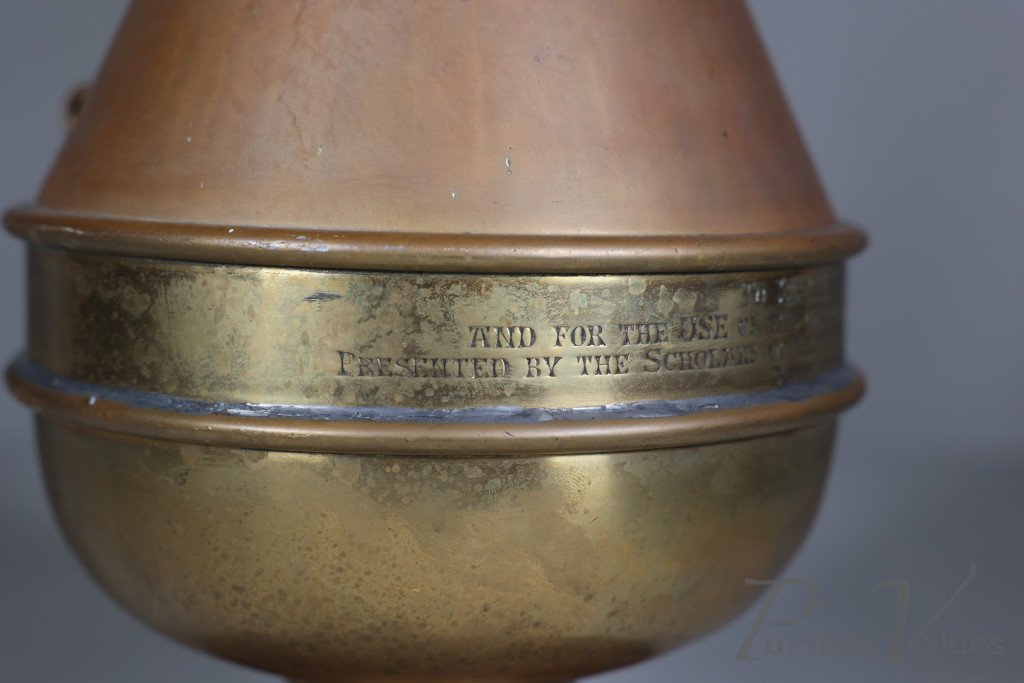 AND FOR THE USE
PRESENTED BY THE SCHOLARS
Puritan Values